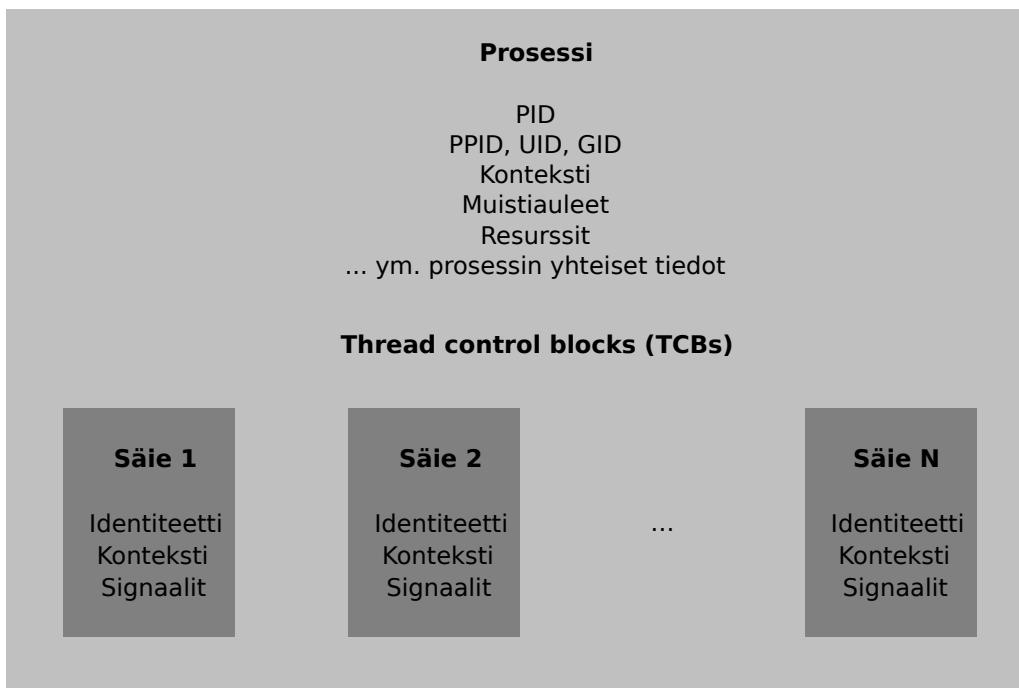 Prosessi
PID
PPID, UID, GID
Konteksti
Muistiauleet
Resurssit
... ym. prosessin yhteiset tiedot
Thread control blocks (TCBs)
Säie 1
Identiteetti
Konteksti
Signaalit
Säie 2
Identiteetti
Konteksti
Signaalit
...
Säie N
Identiteetti
Konteksti
Signaalit